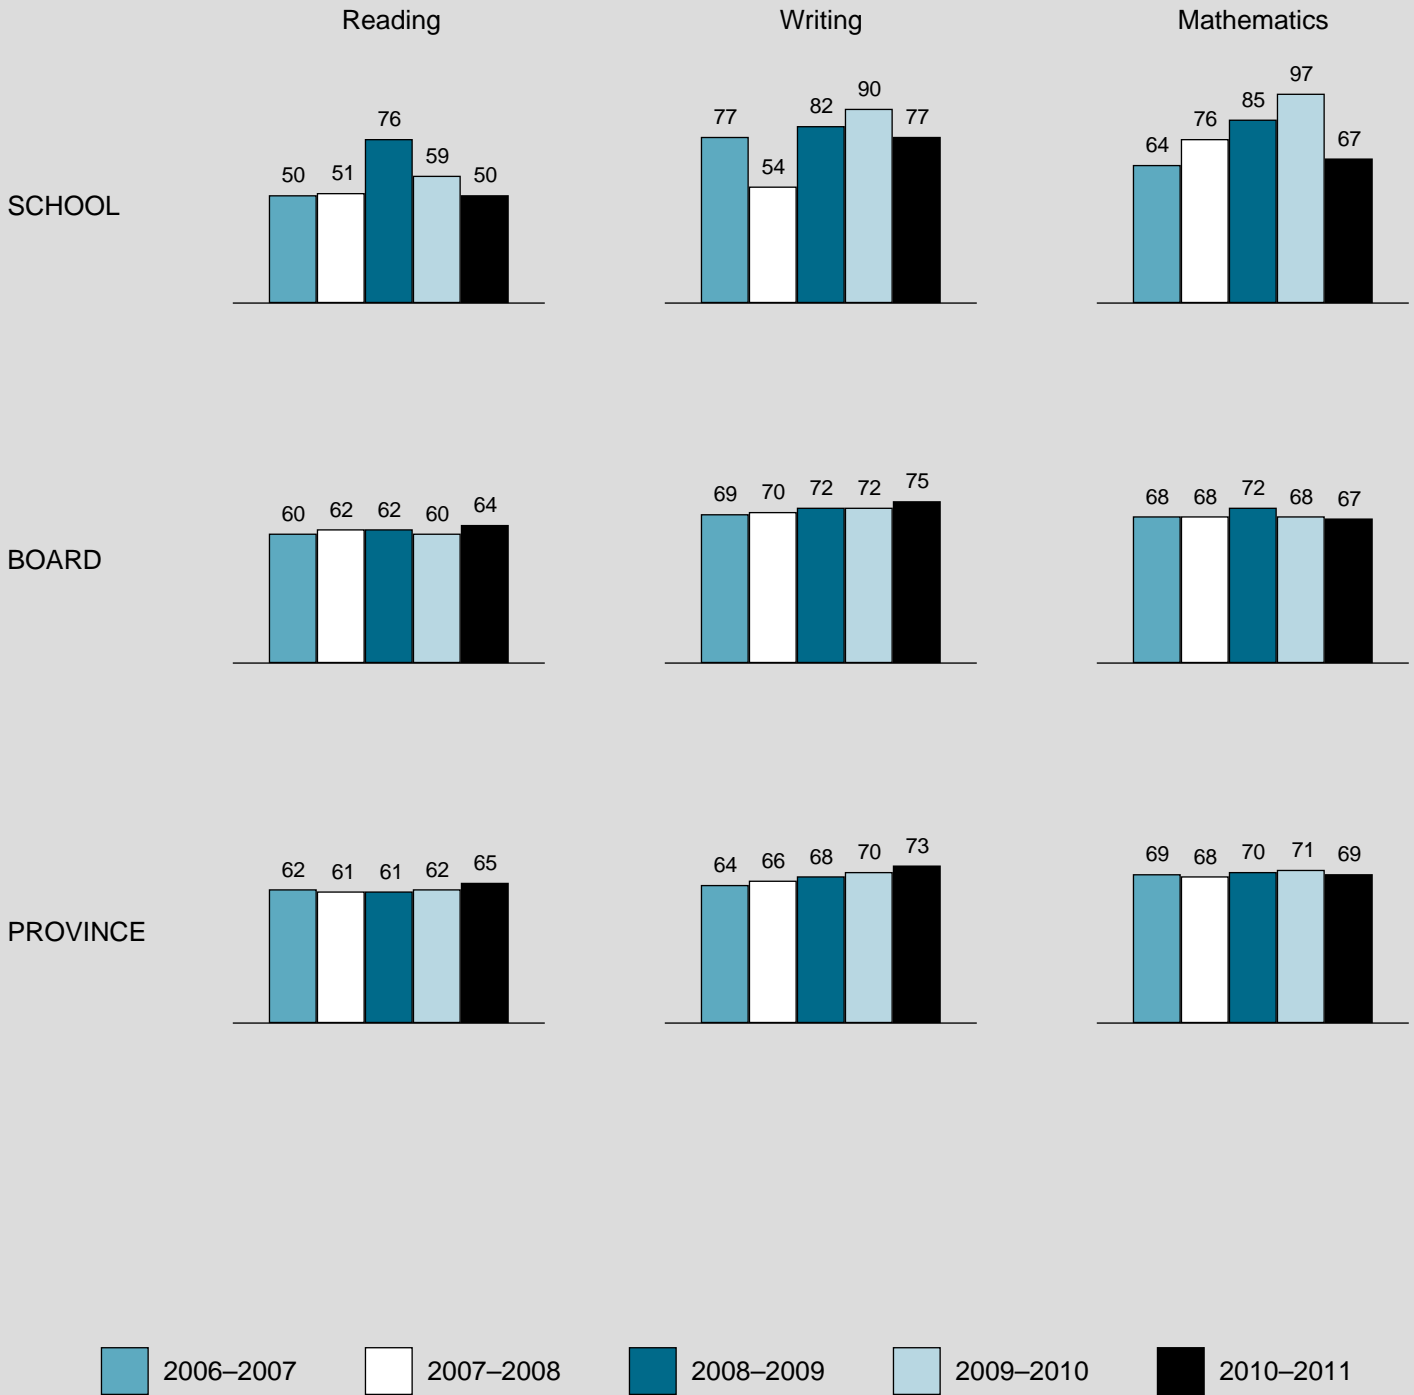 Reading Writing Mathematics
SCHOOL
50 51 76 59 50
77 54 82 90 77
64 76 85 97 67
BOARD
60 62 62 60 64
69 70 72 72 75
68 68 72 68 67
PROVINCE
62 61 61 62 65
64 66 68 70 73
69 68 70 71 69
2006–2007 2007–2008 2008–2009 2009–2010 2010–2011